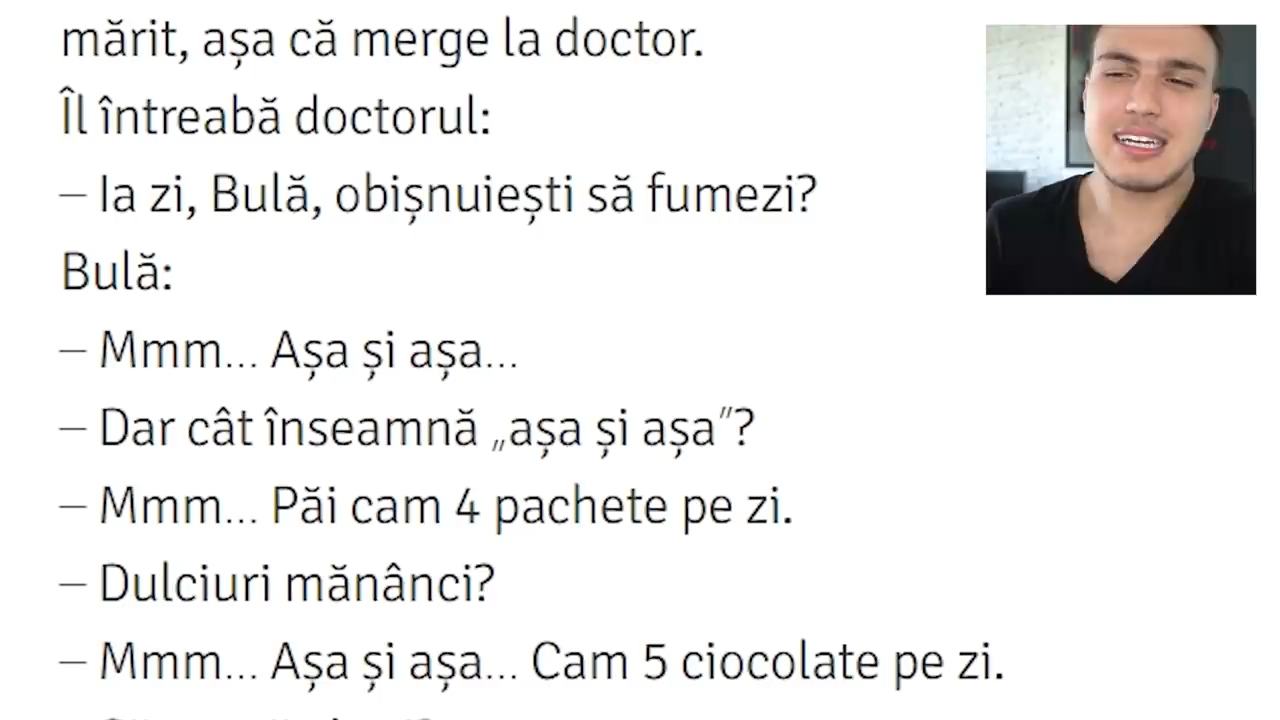 mărit, așa că merge la doctor.
Îl întreabă doctorul:
– Ia zi, Bulă, obișnuiești să fumezi?
Bulă:
– Mmm… Așa și așa…
– Dar cât înseamnă „așa și așa”?
– Mmm… Păi cam 4 pachete pe zi.
– Dulciuri mănânci?
– Mmm… Așa și așa… Cam 5 ciocolate pe zi.